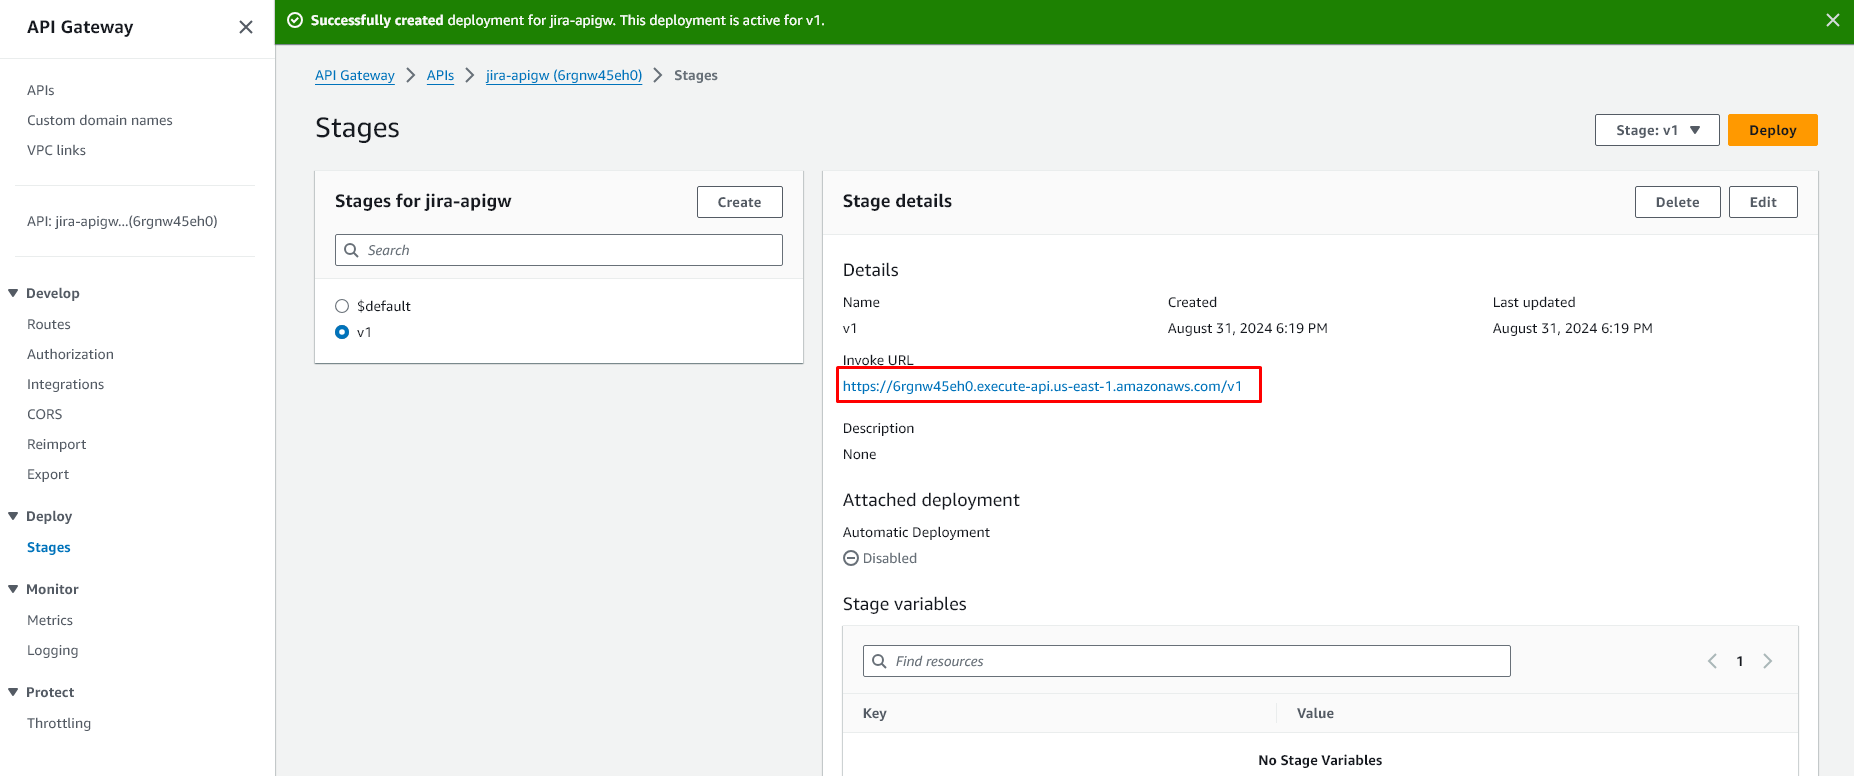 API Gateway
APIs
Custom domain names
VPC links
API: jira-apigw...(6rgnw45eh0)
Develop
Routes
Authorization
Integrations
CORS
Reimport
Export
Deploy
Stages
Monitor
Metrics
Logging
Protect
Throttling
Successfully created deployment for jira-apigw. This deployment is active for v1.
API Gateway > APIs > jira-apigw (6rgnw45eh0) > Stages
Stages
Stage: v1
Deploy
Stages for jira-apigw
Create
Search
$default
v1
Stage details
Delete
Edit
Details
Name
v1
Created
August 31, 2024 6:19 PM
Last updated
August 31, 2024 6:19 PM
Invoke URL
https://6rgnw45eh0.execute-api.us-east-1.amazonaws.com/v1
Description
None
Attached deployment
Automatic Deployment
Disabled
Stage variables
Find resources
1
Key
Value
No Stage Variables